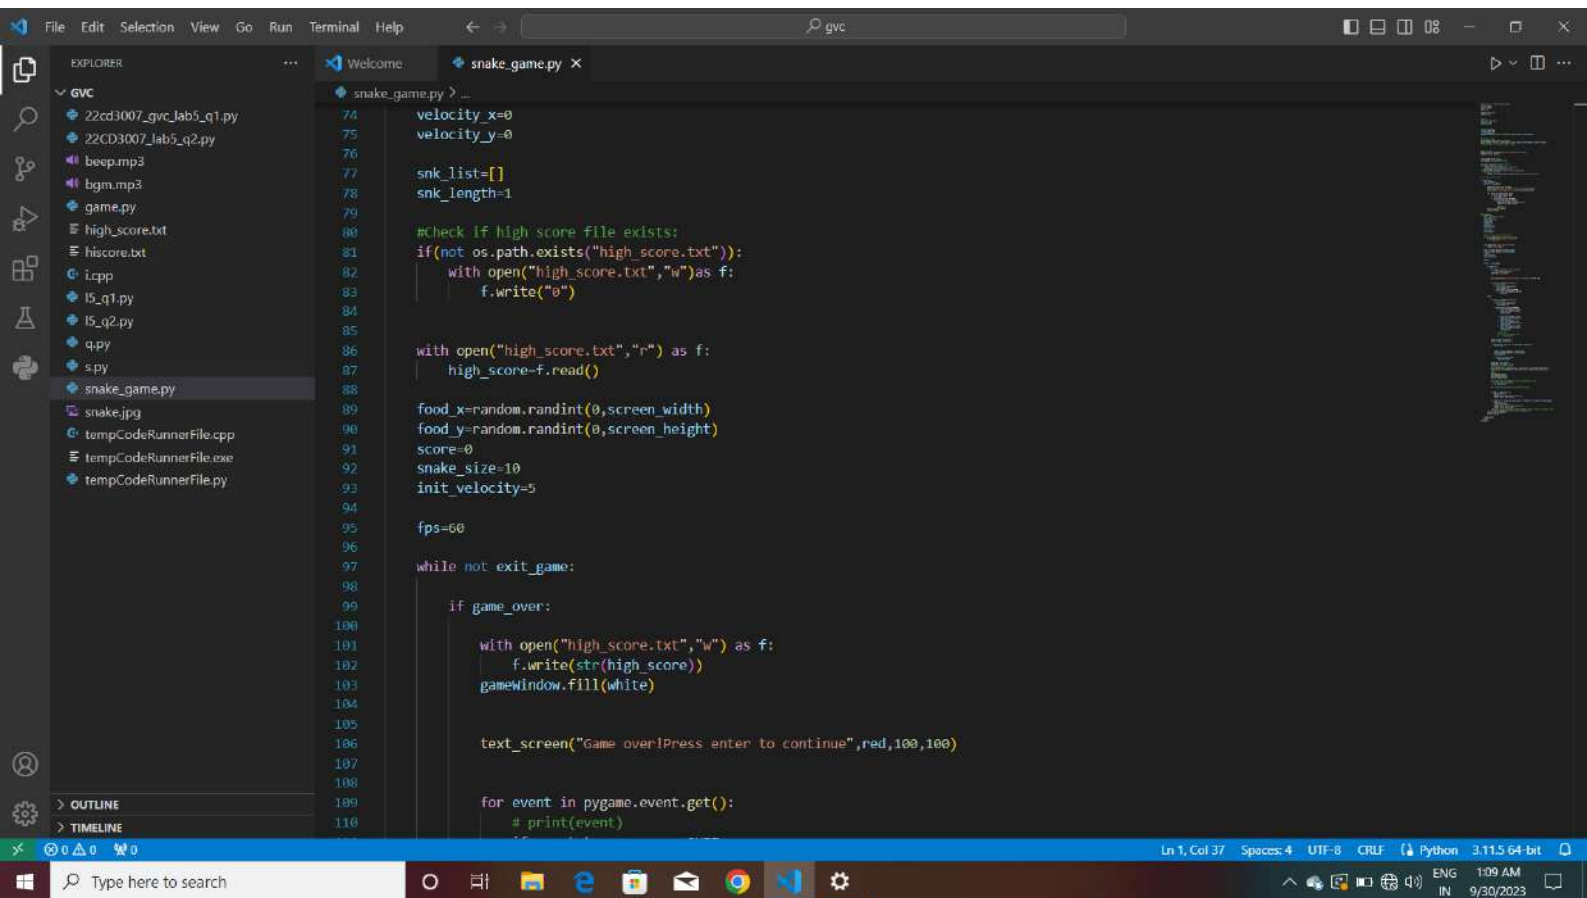 File Edit Selection View Go Run Terminal Help
gvc
EXPLORER
Welcome
snake_game.py
GVC
snake_game.py > ...
22cd3007_gvc_lab5_q1.py
22CD3007_lab5_q2.py
beep.mp3
bgm.mp3
game.py
high_score.txt
hiscore.txt
i.cpp
l5_q1.py
l5_q2.py
q.py
s.py
snake_game.py
snake.jpg
tempCodeRunnerFile.cpp
tempCodeRunnerFile.exe
tempCodeRunnerFile.py
OUTLINE
TIMELINE
74 velocity_x=0
75 velocity_y=0
76
77 snk_list=[]
78 snk_length=1
79
80 #Check if high score file exists:
81 if(not os.path.exists("high_score.txt")):
82 with open("high_score.txt","w")as f:
83 f.write("0")
84
85
86 with open("high_score.txt","r") as f:
87 high_score=f.read()
88
89 food_x=random.randint(0,screen_width)
90 food_y=random.randint(0,screen_height)
91 score=0
92 snake_size=10
93 init_velocity=5
94
95 fps=60
96
97 while not exit_game:
98
99 if game_over:
100
101 with open("high_score.txt","w") as f:
102 f.write(str(high_score))
103 gameWindow.fill(white)
104
105
106 text_screen("Game over!Press enter to continue",red,100,100)
107
108
109 for event in pygame.event.get():
110 # print(event)
0 0 0
Ln 1, Col 37 Spaces: 4 UTF-8 CRLF Python 3.11.5 64-bit
Type here to search
ENG
IN
1:09 AM
9/30/2023